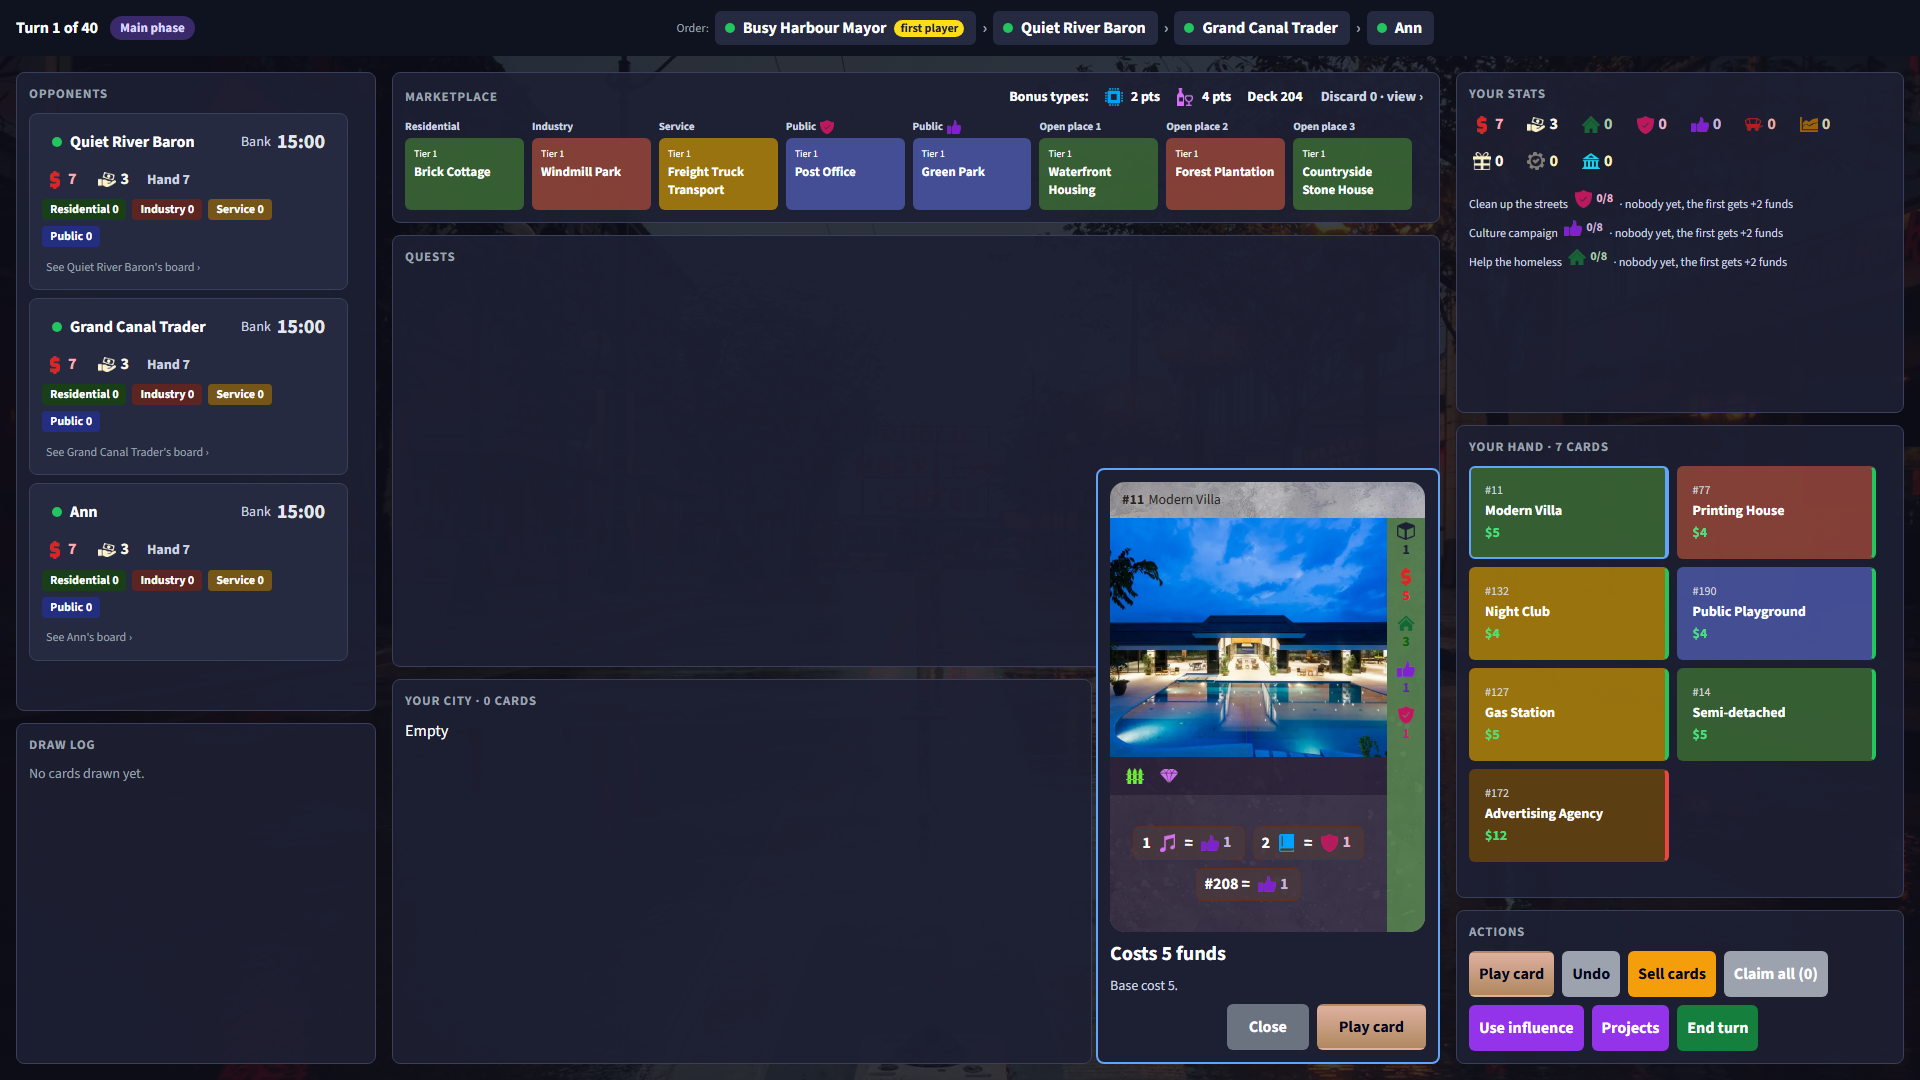 Turn 1 of 40 Main phase
Order: Busy Harbour Mayor first player › Quiet River Baron › Grand Canal Trader › Ann
OPPONENTS
Quiet River Baron Bank 15:00
7 3 Hand 7
Residential 0 Industry 0 Service 0
Public 0
See Quiet River Baron's board ›
Grand Canal Trader Bank 15:00
7 3 Hand 7
Residential 0 Industry 0 Service 0
Public 0
See Grand Canal Trader's board ›
Ann Bank 15:00
7 3 Hand 7
Residential 0 Industry 0 Service 0
Public 0
See Ann's board ›
DRAW LOG
No cards drawn yet.
MARKETPLACE
Bonus types: 2 pts 4 pts Deck 204 Discard 0 · view ›
Residential Industry Service Public Public Open place 1 Open place 2 Open place 3
Tier 1 Tier 1 Tier 1 Tier 1 Tier 1 Tier 1 Tier 1 Tier 1
Brick Cottage Windmill Park Freight Truck Post Office Green Park Waterfront Forest Plantation Countryside
Transport Housing Stone House
QUESTS
YOUR CITY · 0 CARDS
Empty
#11 Modern Villa
1
5
3
1
1
1 = 1 2 = 1
#208 = 1
Costs 5 funds
Base cost 5.
Close Play card
YOUR STATS
7 3 0 0 0 0 0
0 0 0
Clean up the streets 0/8 · nobody yet, the first gets +2 funds
Culture campaign 0/8 · nobody yet, the first gets +2 funds
Help the homeless 0/8 · nobody yet, the first gets +2 funds
YOUR HAND · 7 CARDS
#11
Modern Villa
$5
#77
Printing House
$4
#132
Night Club
$4
#190
Public Playground
$4
#127
Gas Station
$5
#14
Semi-detached
$5
#172
Advertising Agency
$12
ACTIONS
Play card Undo Sell cards Claim all (0)
Use influence Projects End turn